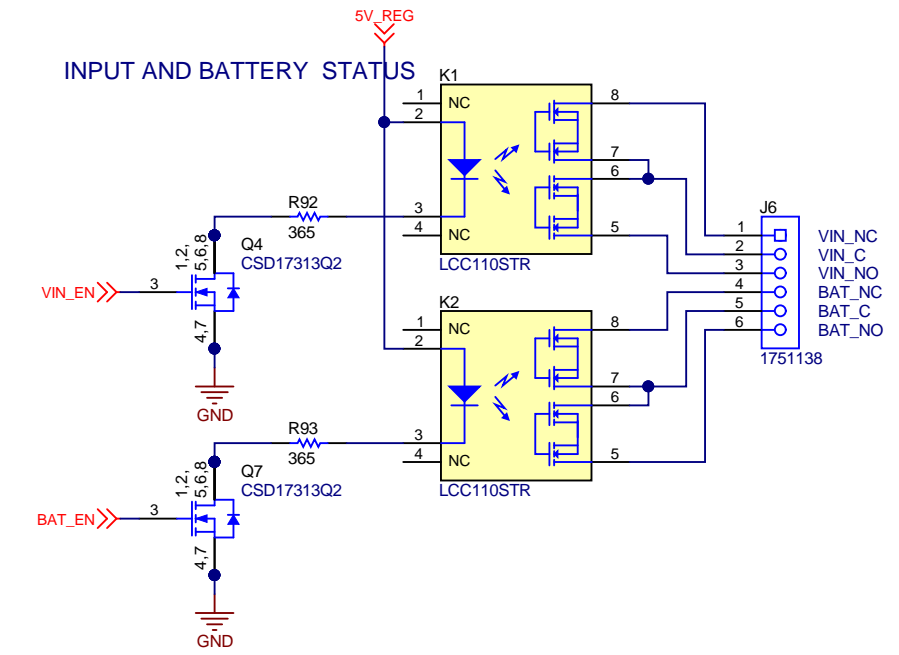 5V_REG
INPUT AND BATTERY STATUS
K1
1
NC
2
3
4
NC
8
7
6
5
LCC110STR
R92
365
1,2,
5,6,8
Q4
CSD17313Q2
VIN_EN
3
4,7
GND
J6
1
VIN_NC
2
VIN_C
3
VIN_NO
4
BAT_NC
5
BAT_C
6
BAT_NO
1751138
K2
1
NC
2
3
4
NC
8
7
6
5
LCC110STR
R93
365
1,2,
5,6,8
Q7
CSD17313Q2
BAT_EN
3
4,7
GND